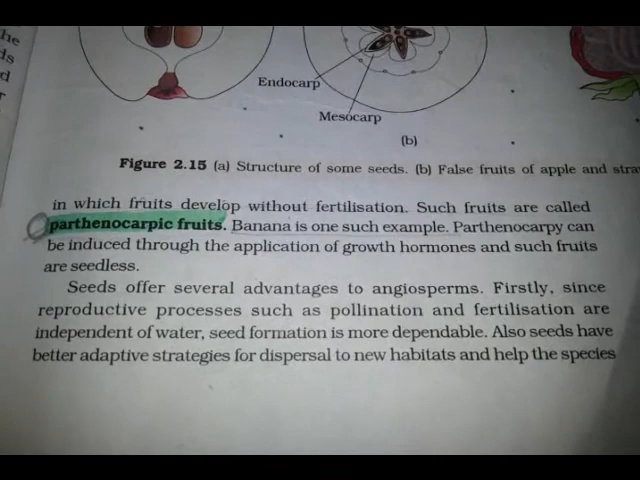 he
ds
d
r
Endocarp
Mesocarp
(b)
Figure 2.15 (a) Structure of some seeds. (b) False fruits of apple and
in which fruits develop without fertilisation. Such fruits are called
parthenocarpic fruits. Banana is one such example. Parthenocarpy can
be induced through the application of growth hormones and such fruits
are seedless.
Seeds offer several advantages to angiosperms. Firstly, since
reproductive processes such as pollination and fertilisation are
independent of water, seed formation is more dependable. Also seeds have
better adaptive strategies for dispersal to new habitats and help the species